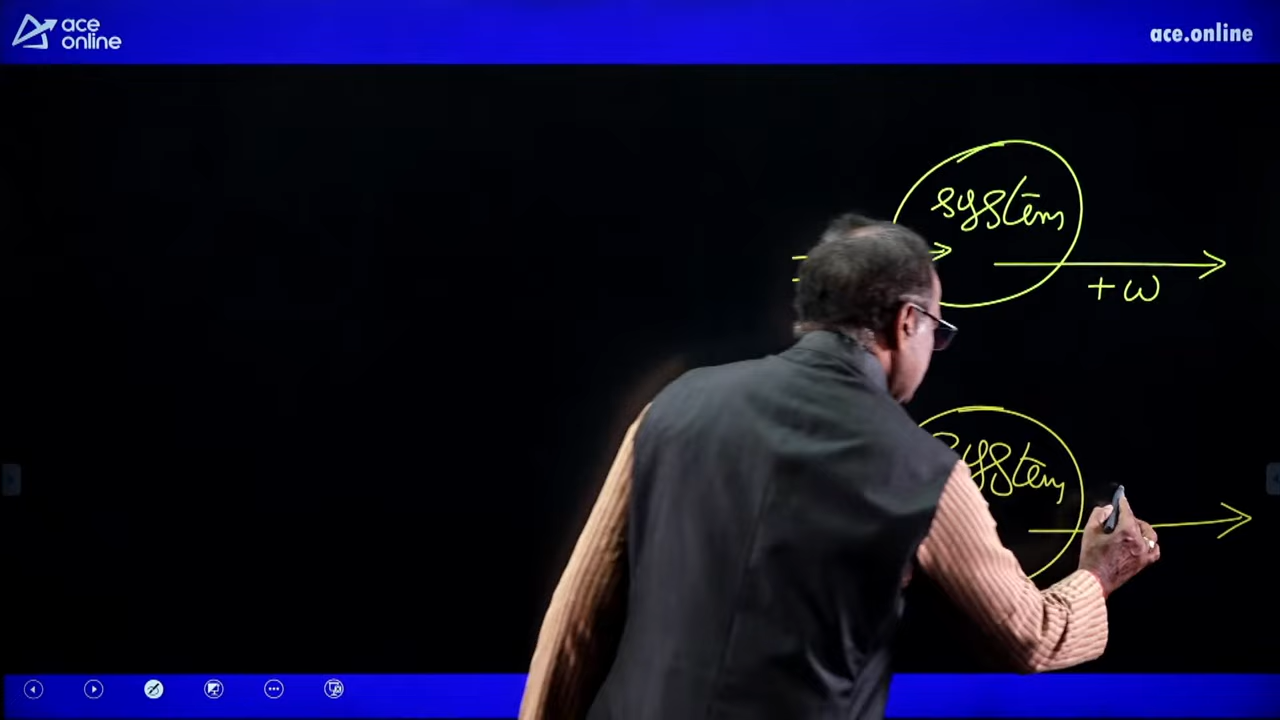 ace
online
ace.online
system
+ω
system